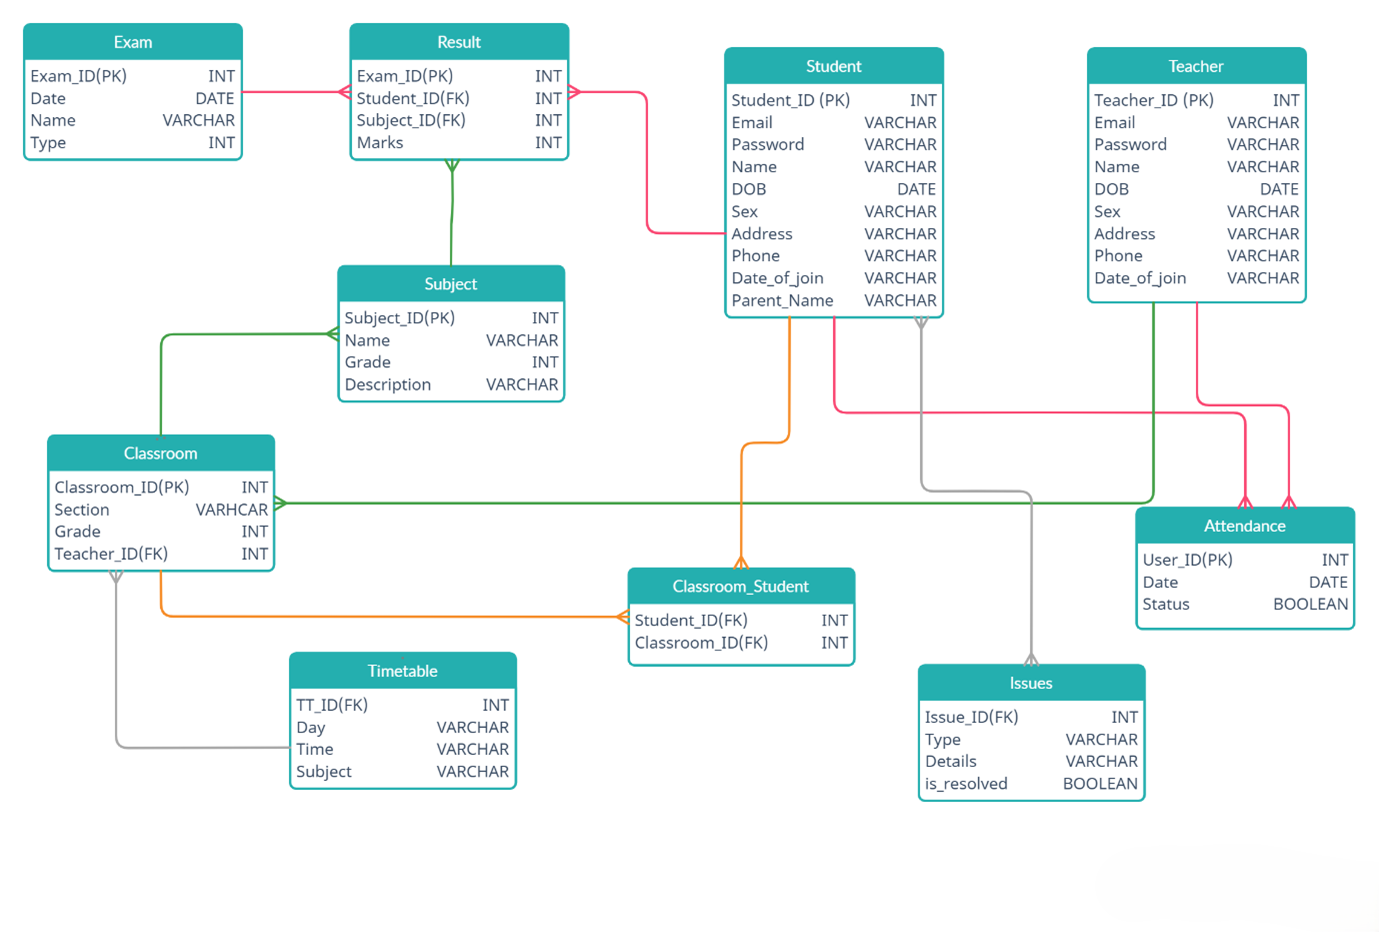 Exam
Exam_ID(PK) INT
Date DATE
Name VARCHAR
Type INT
Result
Exam_ID(PK) INT
Student_ID(FK) INT
Subject_ID(FK) INT
Marks INT
Student
Student_ID (PK) INT
Email VARCHAR
Password VARCHAR
Name VARCHAR
DOB DATE
Sex VARCHAR
Address VARCHAR
Phone VARCHAR
Date_of_join VARCHAR
Parent_Name VARCHAR
Teacher
Teacher_ID (PK) INT
Email VARCHAR
Password VARCHAR
Name VARCHAR
DOB DATE
Sex VARCHAR
Address VARCHAR
Phone VARCHAR
Date_of_join VARCHAR
Subject
Subject_ID(PK) INT
Name VARCHAR
Grade INT
Description VARCHAR
Classroom
Classroom_ID(PK) INT
Section VARHCAR
Grade INT
Teacher_ID(FK) INT
Attendance
User_ID(PK) INT
Date DATE
Status BOOLEAN
Classroom_Student
Student_ID(FK) INT
Classroom_ID(FK) INT
Timetable
TT_ID(FK) INT
Day VARCHAR
Time VARCHAR
Subject VARCHAR
Issues
Issue_ID(FK) INT
Type VARCHAR
Details VARCHAR
is_resolved BOOLEAN